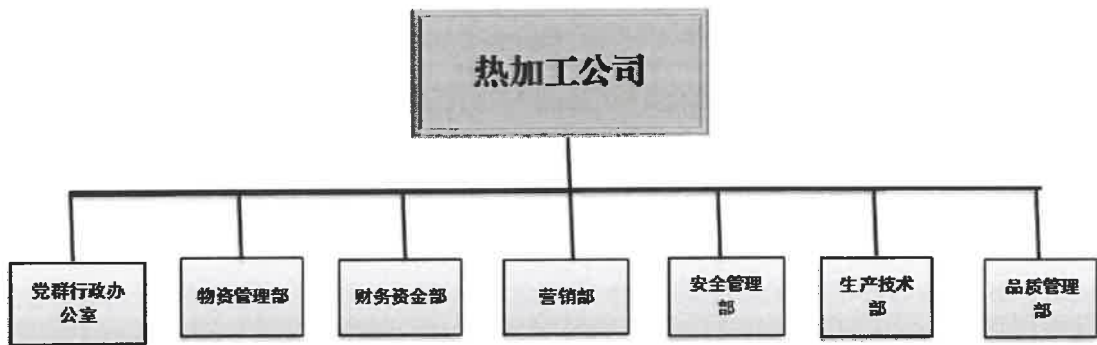 热加工公司
党群行政办
公室
物资管理部
财务资金部
营销部
安全管理
部
生产技术
部
品质管理
部